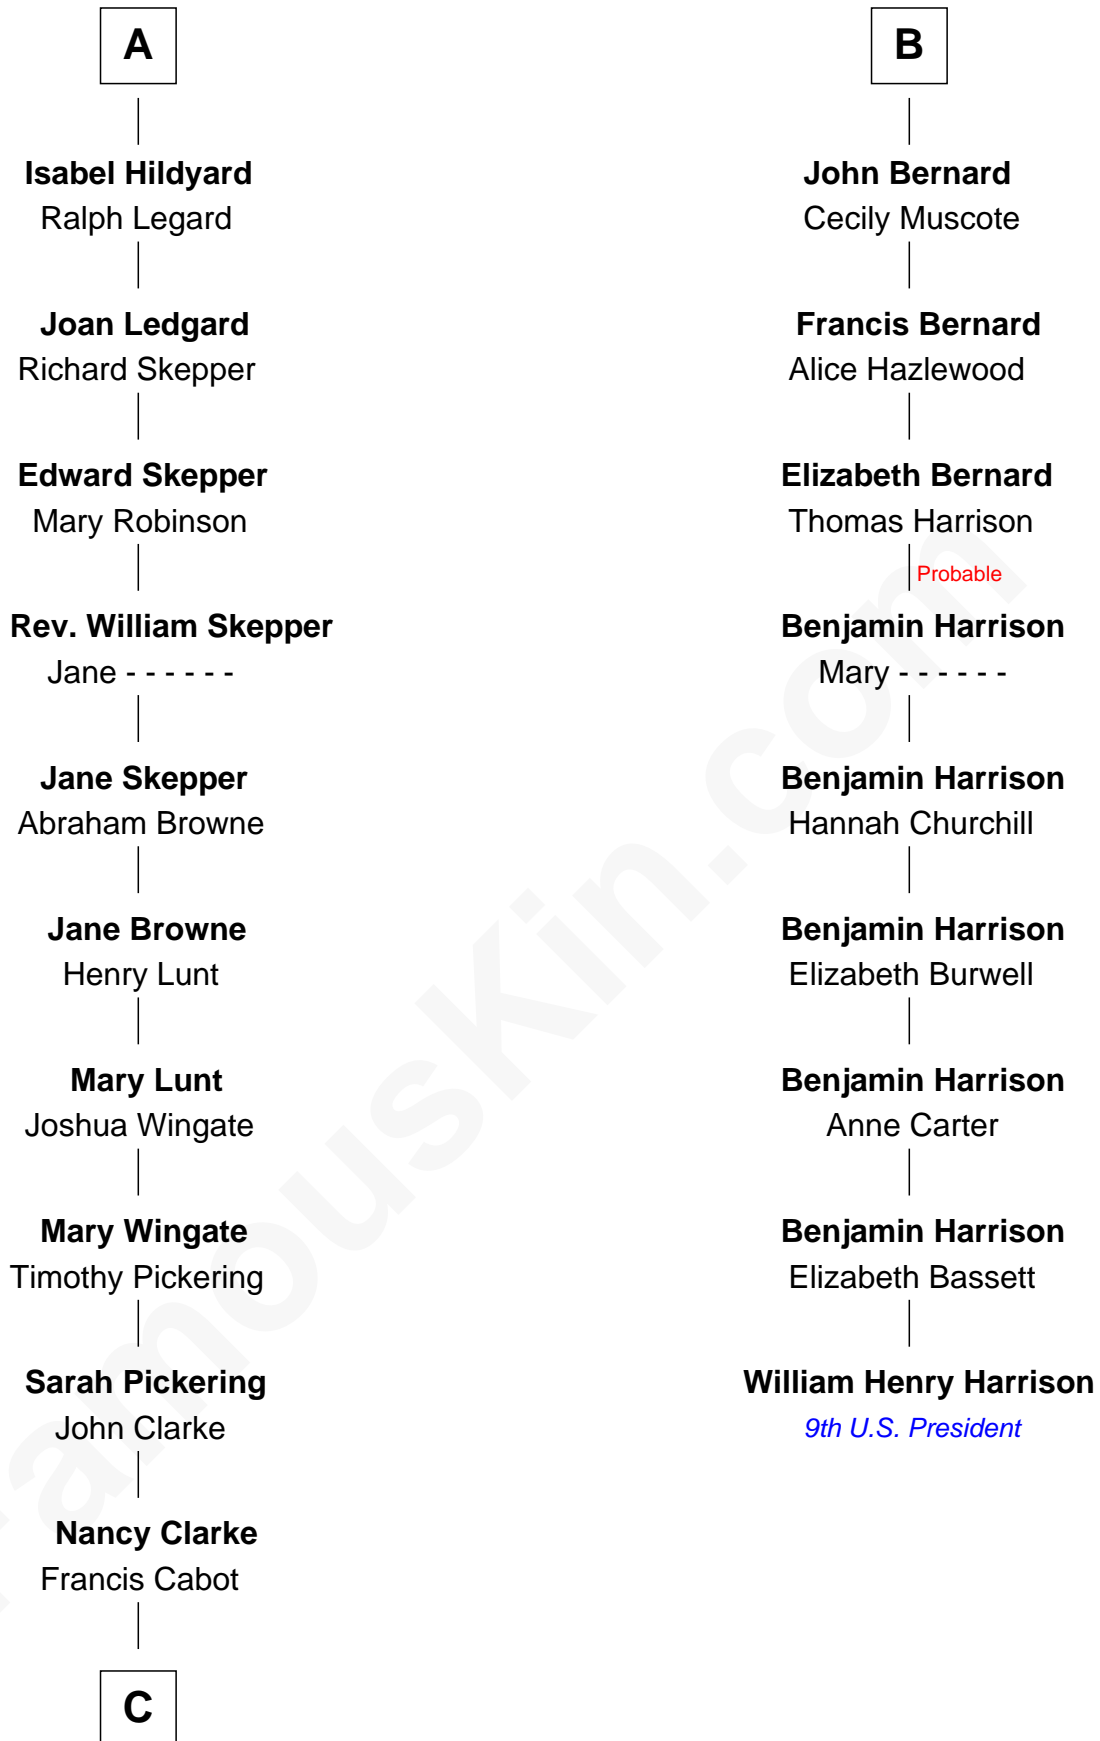 A
Isabel Hildyard
Ralph Legard
Joan Ledgard
Richard Skepper
Edward Skepper
Mary Robinson
Rev. William Skepper
Jane - - - - - -
Jane Skepper
Abraham Browne
Jane Browne
Henry Lunt
Mary Lunt
Joshua Wingate
Mary Wingate
Timothy Pickering
Sarah Pickering
John Clarke
Nancy Clarke
Francis Cabot
C
B
John Bernard
Cecily Muscote
Francis Bernard
Alice Hazlewood
Elizabeth Bernard
Thomas Harrison
Probable
Benjamin Harrison
Mary - - - - - -
Benjamin Harrison
Hannah Churchill
Benjamin Harrison
Elizabeth Burwell
Benjamin Harrison
Anne Carter
Benjamin Harrison
Elizabeth Bassett
William Henry Harrison
9th U.S. President
FamousKin.com